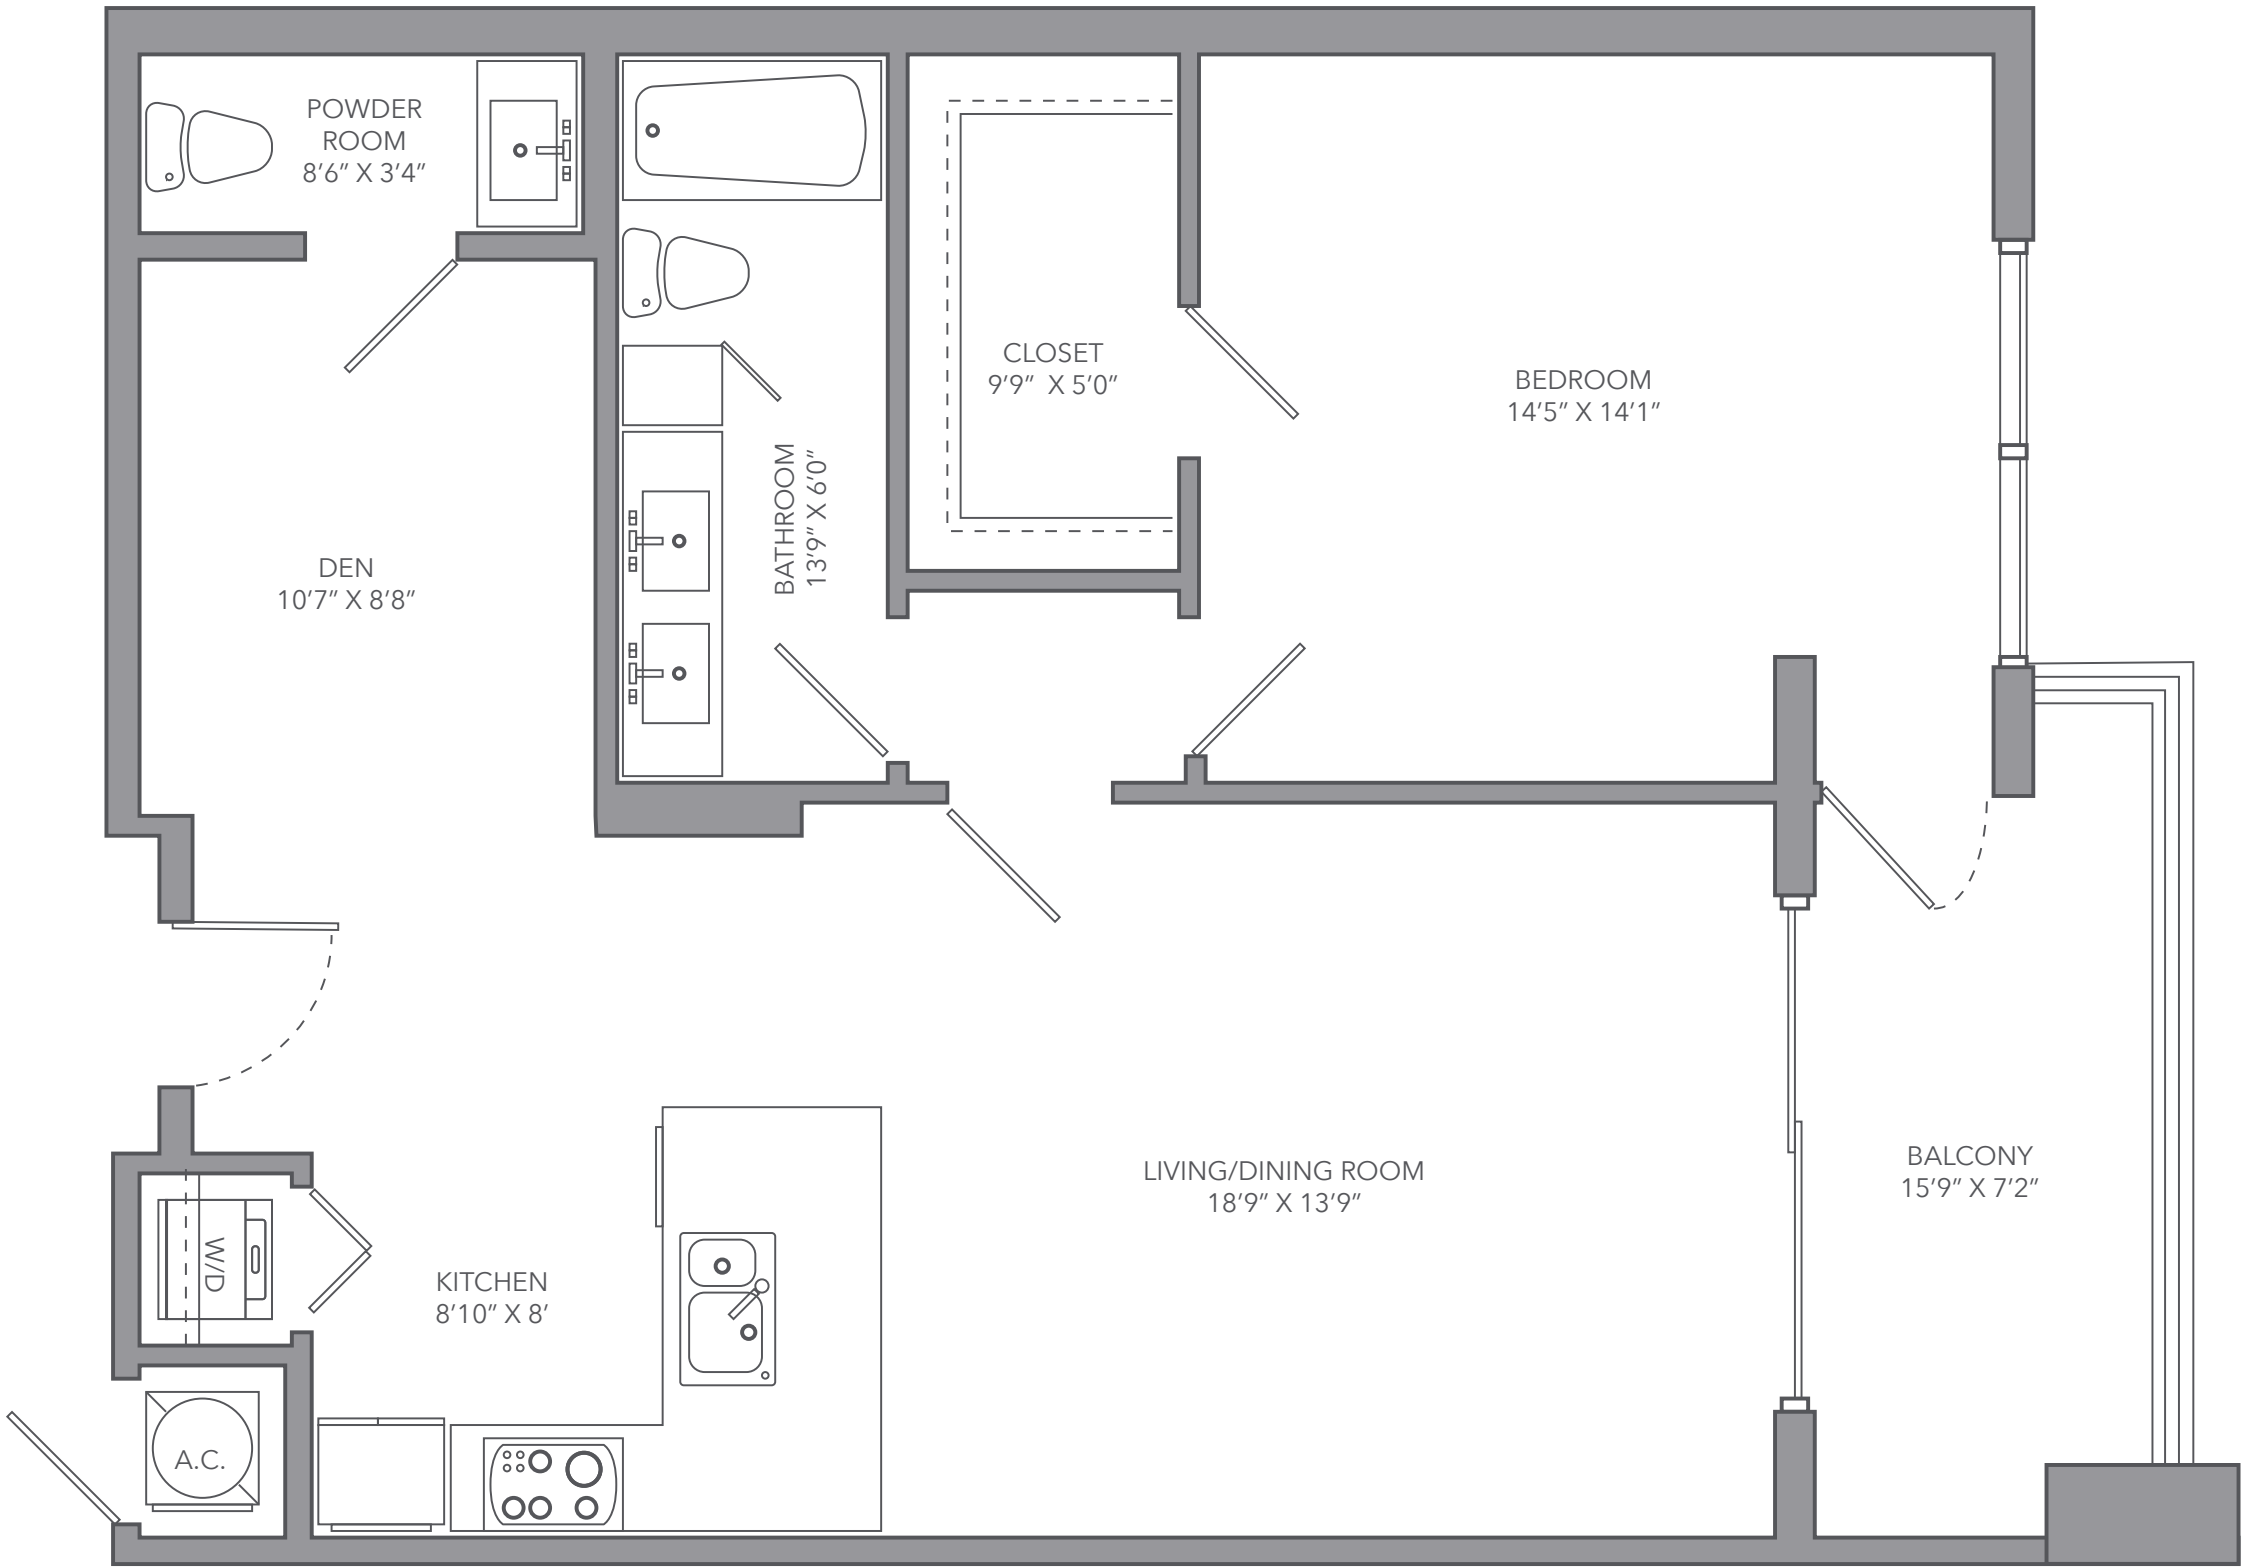 POWDER
ROOM
8’6” X 3’4”
CLOSET
9’9”  X 5’0”
BEDROOM
14’5” X 14’1”
BATHROOM
13’9” X 6’0”
DEN
10’7” X 8’8”
LIVING/DINING ROOM
18’9” X 13’9”
BALCONY
15’9” X 7’2”
W/D
KITCHEN
8’10” X 8’
A.C.